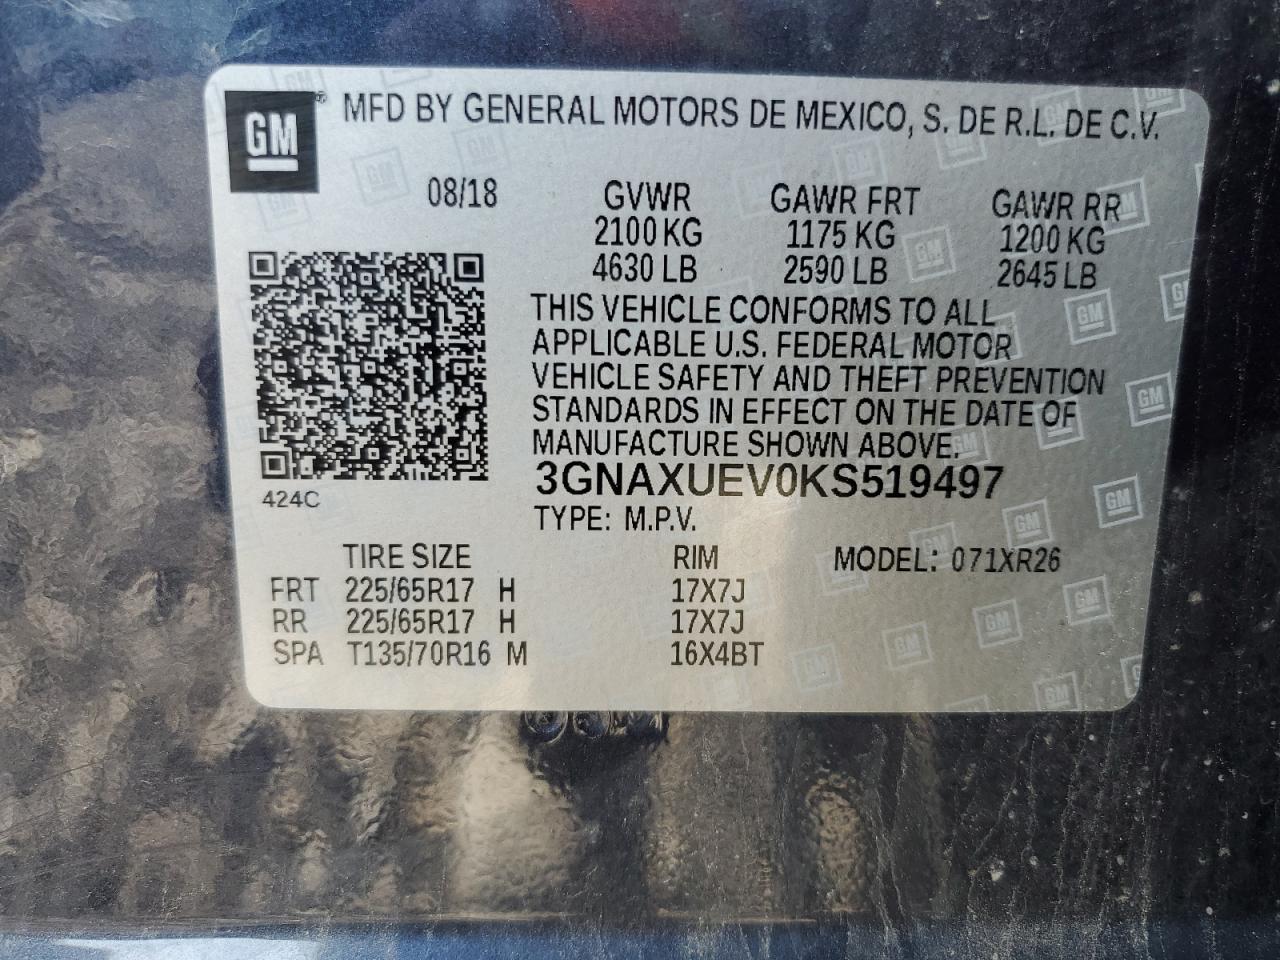 GM ® MFD BY GENERAL MOTORS DE MEXICO, S. DE R.L. DE C.V.
08/18 GVWR GAWR FRT GAWR RR
2100 KG 1175 KG 1200 KG
4630 LB 2590 LB 2645 LB
THIS VEHICLE CONFORMS TO ALL
APPLICABLE U.S. FEDERAL MOTOR
VEHICLE SAFETY AND THEFT PREVENTION
STANDARDS IN EFFECT ON THE DATE OF
MANUFACTURE SHOWN ABOVE.
3GNAXUEV0KS519497
424C
TYPE: M.P.V.
TIRE SIZE RIM MODEL: 071XR26
FRT 225/65R17 H 17X7J
RR 225/65R17 H 17X7J
SPA T135/70R16 M 16X4BT